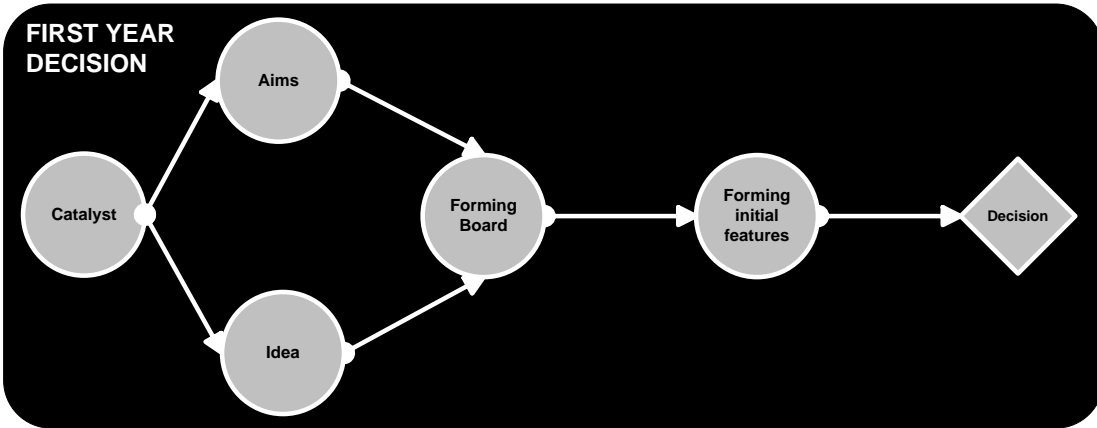 FIRST YEAR
DECISION
Aims
Catalyst
Forming
Board
Forming
initial
features
Decision
Idea